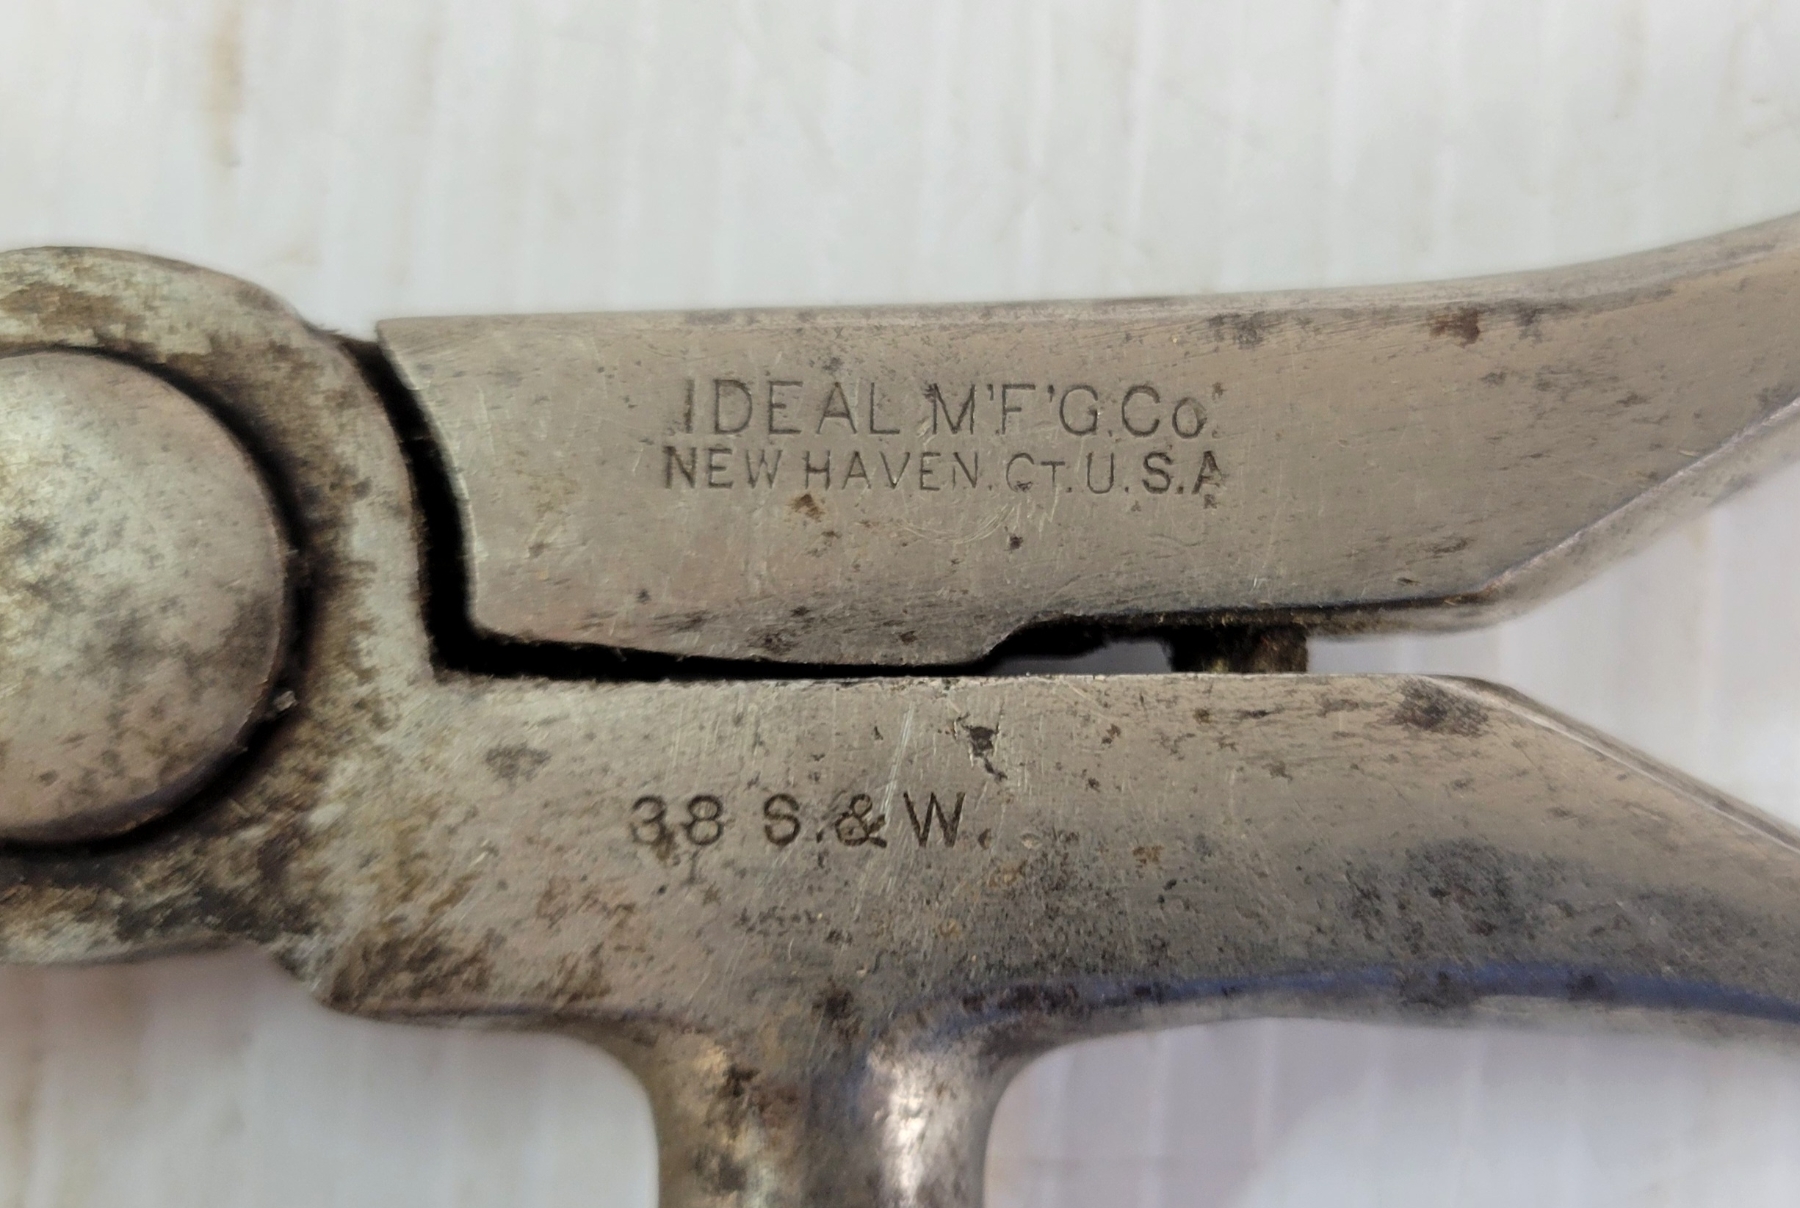 IDEAL M'F'G.Co.
NEW HAVEN.CT.U.S.A
38 S.&W.